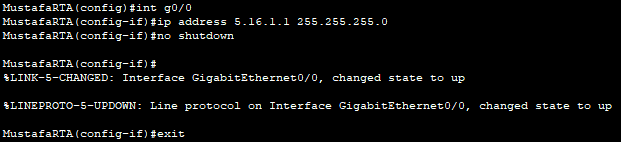 MustafaRTA(config)#int g0/0
MustafaRTA(config-if)#ip address 5.16.1.1 255.255.255.0
MustafaRTA(config-if)#no shutdown
MustafaRTA(config-if)#
%LINK-5-CHANGED: Interface GigabitEthernet0/0, changed state to up
%LINEPROTO-5-UPDOWN: Line protocol on Interface GigabitEthernet0/0, changed state to up
MustafaRTA(config-if)#exit